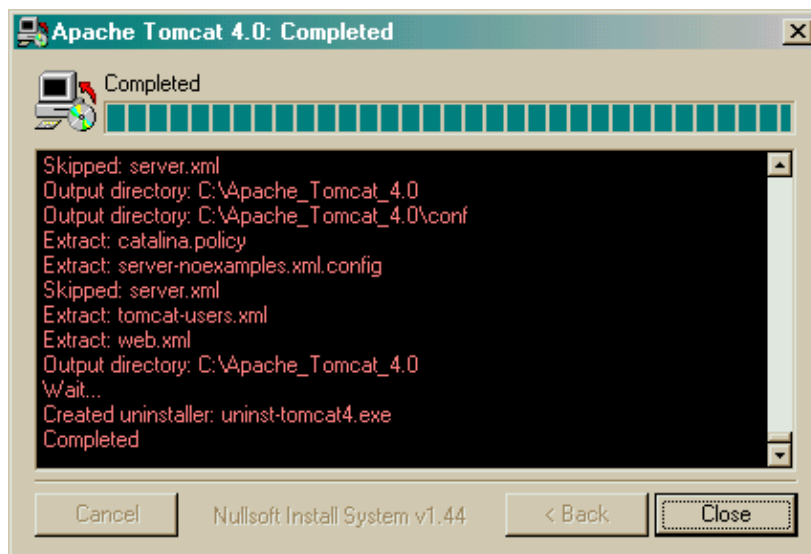 Apache Tomcat 4.0: Completed
Completed
Skipped: server.xml
Output directory: C:\Apache_Tomcat_4.0
Output directory: C:\Apache_Tomcat_4.0\conf
Extract: catalina.policy
Extract: server-noexamples.xml.config
Skipped: server.xml
Extract: tomcat-users.xml
Extract: web.xml
Output directory: C:\Apache_Tomcat_4.0
Wait...
Created uninstaller: uninst-tomcat4.exe
Completed
Cancel Nullsoft Install System v1.44 < Back Close